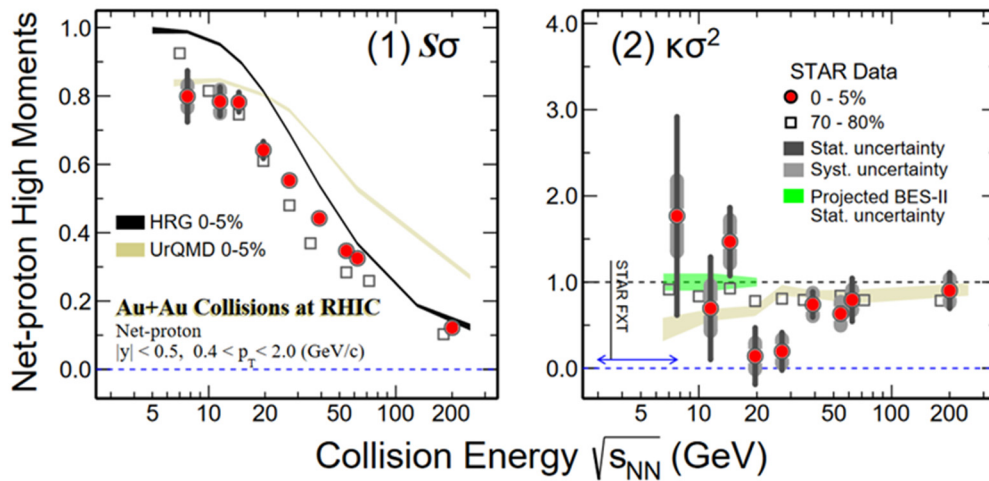 Net-proton High Moments
1.0
0.8
0.6
0.4
0.2
0.0
(1) Sσ
HRG 0-5%
UrQMD 0-5%
Au+Au Collisions at RHIC
Net-proton
|y| < 0.5, 0.4 < p_T < 2.0 (GeV/c)
5 10 20 50 100 200
4.0
3.0
2.0
1.0
0.0
(2) κσ²
STAR Data
0 - 5%
70 - 80%
Stat. uncertainty
Syst. uncertainty
Projected BES-II
Stat. uncertainty
STAR FXT
5 10 20 50 100 200
Collision Energy √s_NN (GeV)